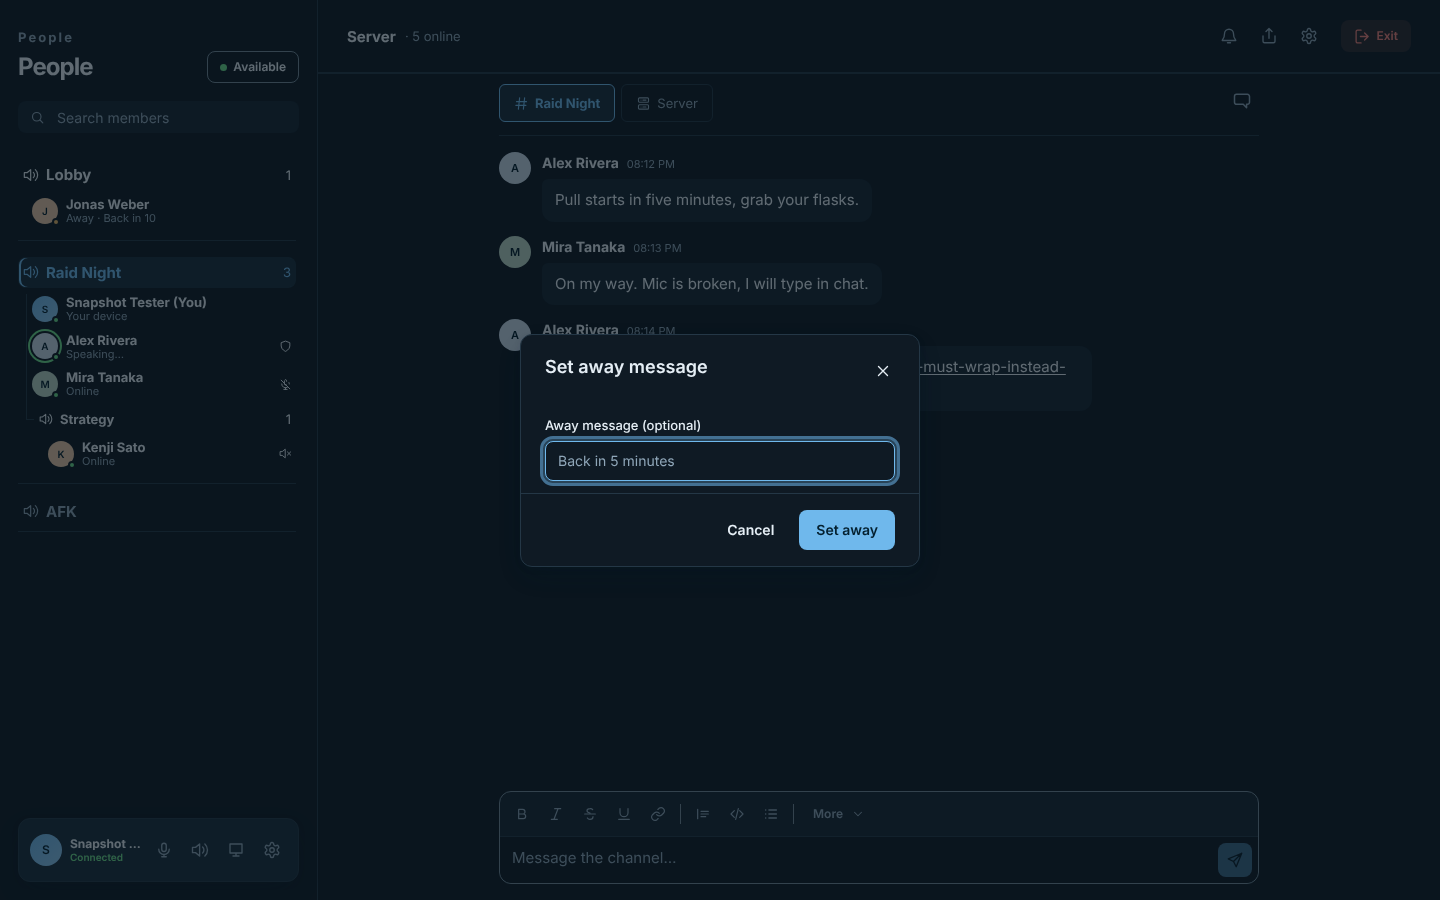 People
People
Available
Search members
Lobby
1
J
Jonas Weber
Away · Back in 10
Raid Night
3
S
Snapshot Tester (You)
Your device
A
Alex Rivera
Speaking...
M
Mira Tanaka
Online
Strategy
1
K
Kenji Sato
Online
AFK
S
Snapshot ...
Connected
Server · 5 online
Exit
Raid Night
Server
A
Alex Rivera 08:12 PM
Pull starts in five minutes, grab your flasks.
M
Mira Tanaka 08:13 PM
On my way. Mic is broken, I will type in chat.
A
Alex Rivera 08:14 PM
-must-wrap-instead-
Set away message
Away message (optional)
Back in 5 minutes
Cancel
Set away
More
Message the channel...